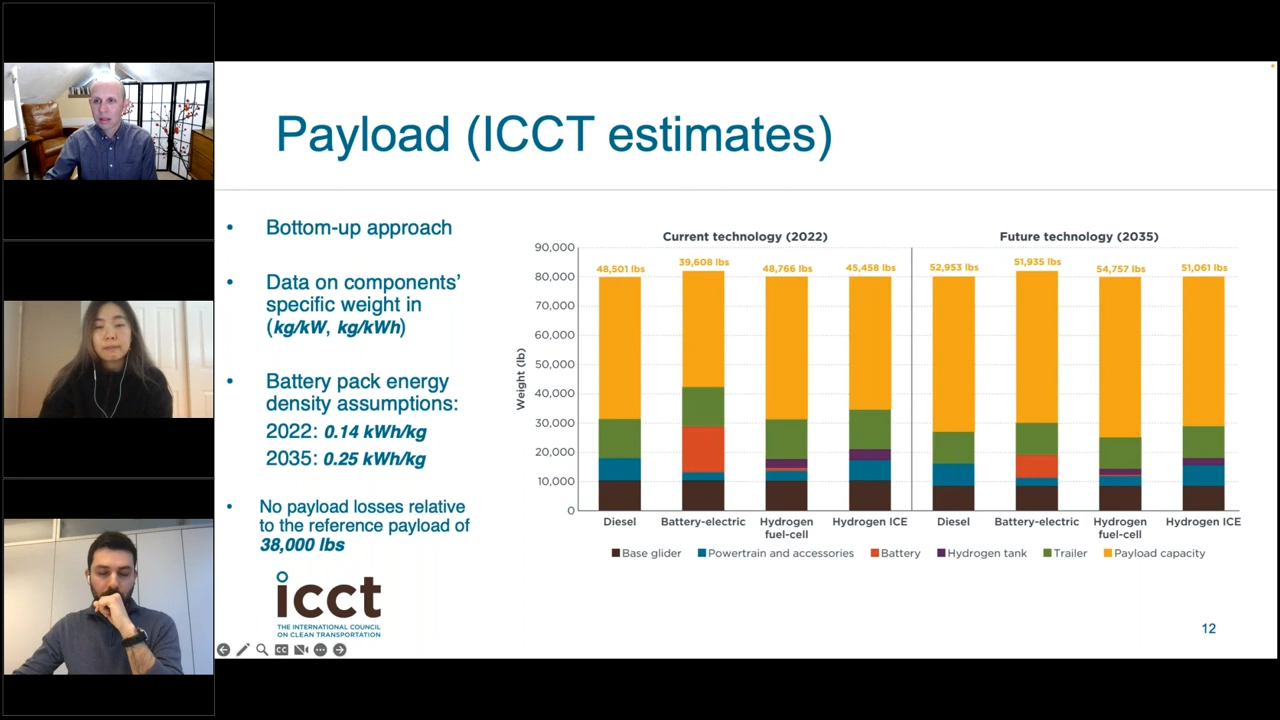 Payload (ICCT estimates)
• Bottom-up approach
• Data on components’
specific weight in
(kg/kW, kg/kWh)
• Battery pack energy
density assumptions:
2022: 0.14 kWh/kg
2035: 0.25 kWh/kg
• No payload losses relative
to the reference payload of
38,000 lbs
icct
THE INTERNATIONAL COUNCIL
ON CLEAN TRANSPORTATION
Current technology (2022)
Future technology (2035)
Weight (lb)
90,000
80,000
70,000
60,000
50,000
40,000
30,000
20,000
10,000
0
48,501 lbs
39,608 lbs
48,766 lbs
45,458 lbs
52,953 lbs
51,935 lbs
54,757 lbs
51,061 lbs
Diesel
Battery-electric
Hydrogen
fuel-cell
Hydrogen ICE
Diesel
Battery-electric
Hydrogen
fuel-cell
Hydrogen ICE
Base glider
Powertrain and accessories
Battery
Hydrogen tank
Trailer
Payload capacity
12
CC